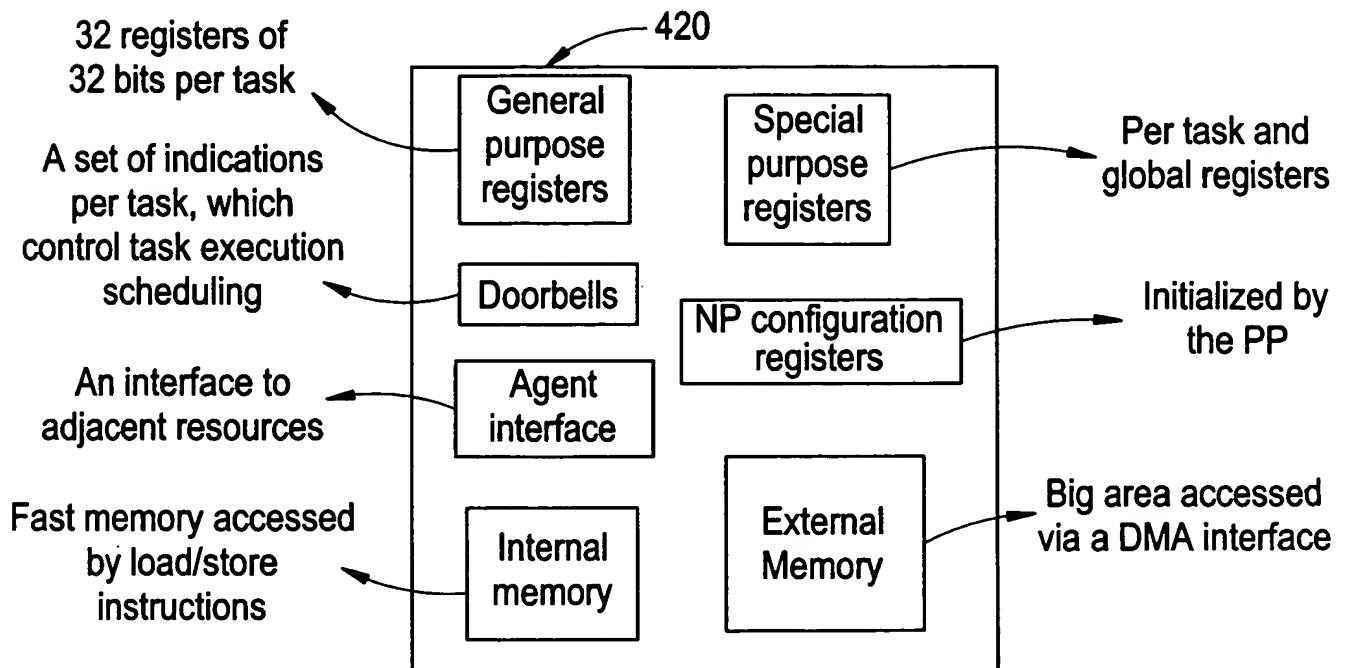 32 registers of
32 bits per task
420
General
purpose
registers
Special
purpose
registers
Per task and
global registers
A set of indications
per task, which
control task execution
scheduling
Doorbells
NP configuration
registers
Initialized by
the PP
An interface to
adjacent resources
Agent
interface
Fast memory accessed
by load/store
instructions
Internal
memory
External
Memory
Big area accessed
via a DMA interface